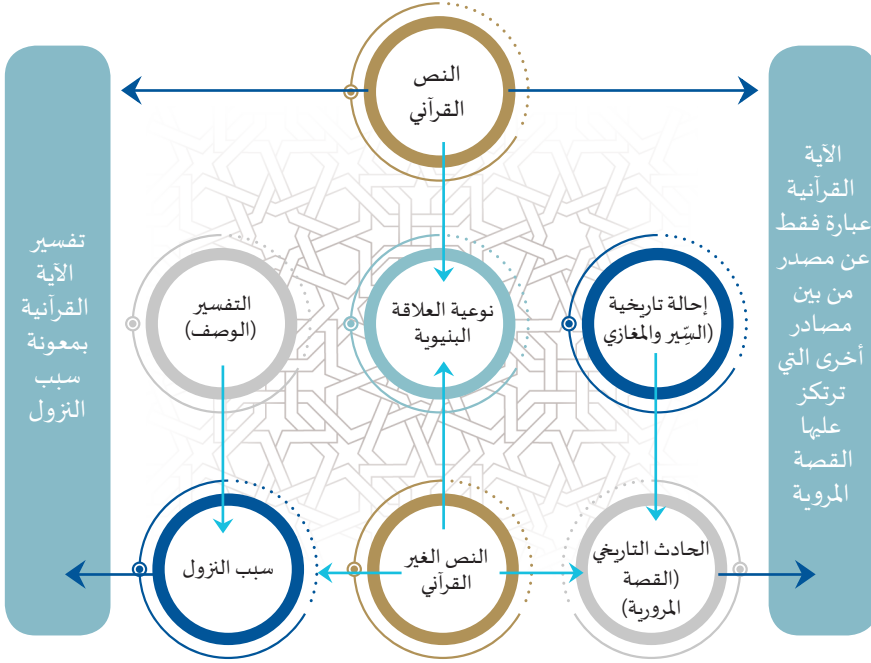 النص
القرآني
الآية
القرآنية
عبارة فقط
عن مصدر
من بين
مصادر
أخرى التي
ترتكز
عليها
القصة
المروية
إحالة تاريخية
(السِّير والمغازي
نوعية العلاقة
البنيوية
التفسير
(الوصف)
تفسير
الآية
القرآنية
بمعونة
سبب
النزول
الحادث التاريخي
(القصة
المرورية)
النص الغير
القرآني
سبب النزول